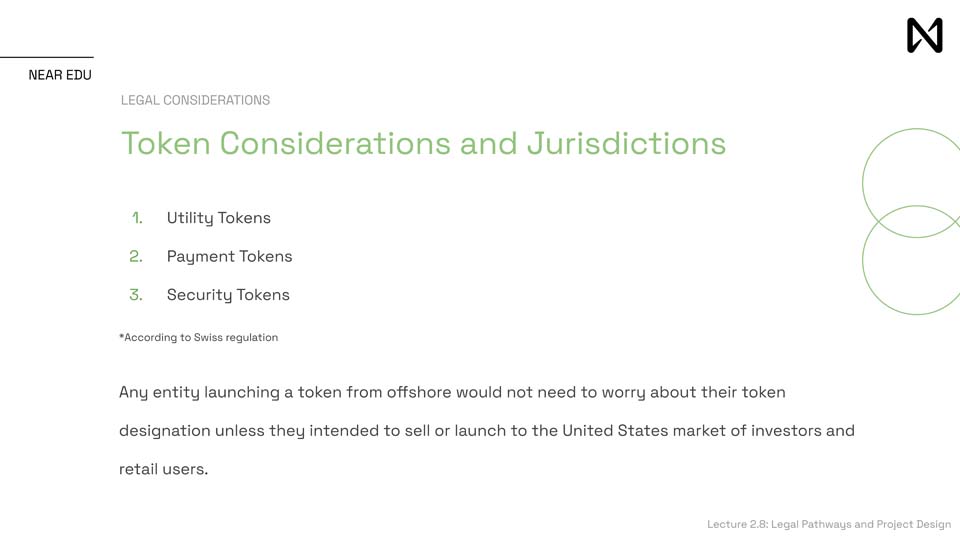 NEAR EDU
LEGAL CONSIDERATIONS
Token Considerations and Jurisdictions
1. Utility Tokens
2. Payment Tokens
3. Security Tokens
*According to Swiss regulation
Any entity launching a token from offshore would not need to worry about their token
designation unless they intended to sell or launch to the United States market of investors and
retail users.
Lecture 2.8: Legal Pathways and Project Design